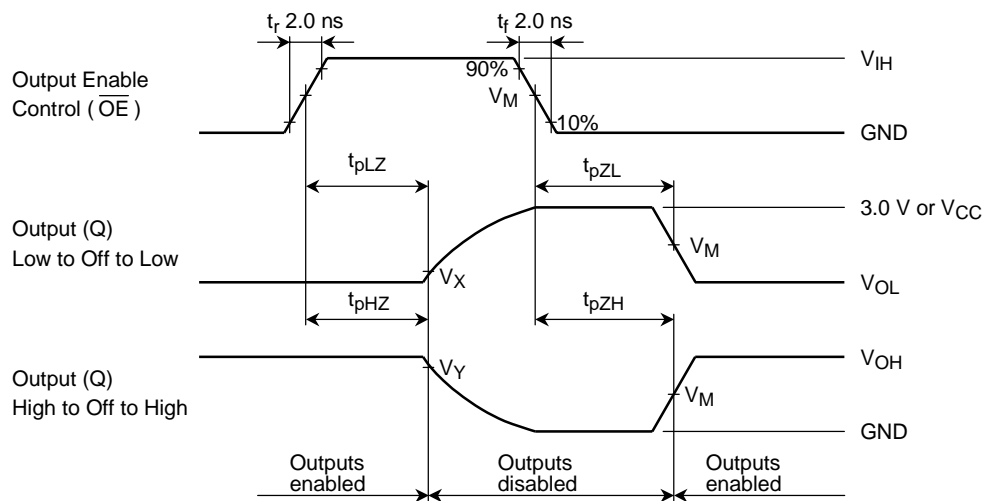 tr 2.0 ns
tf 2.0 ns
Output Enable
Control ( OE )
90%
VM
10%
VIH
GND
tpLZ
tpZL
Output (Q)
Low to Off to Low
VX
VM
3.0 V or VCC
VOL
tpHZ
tpZH
Output (Q)
High to Off to High
VY
VM
VOH
GND
Outputs
enabled
Outputs
disabled
Outputs
enabled